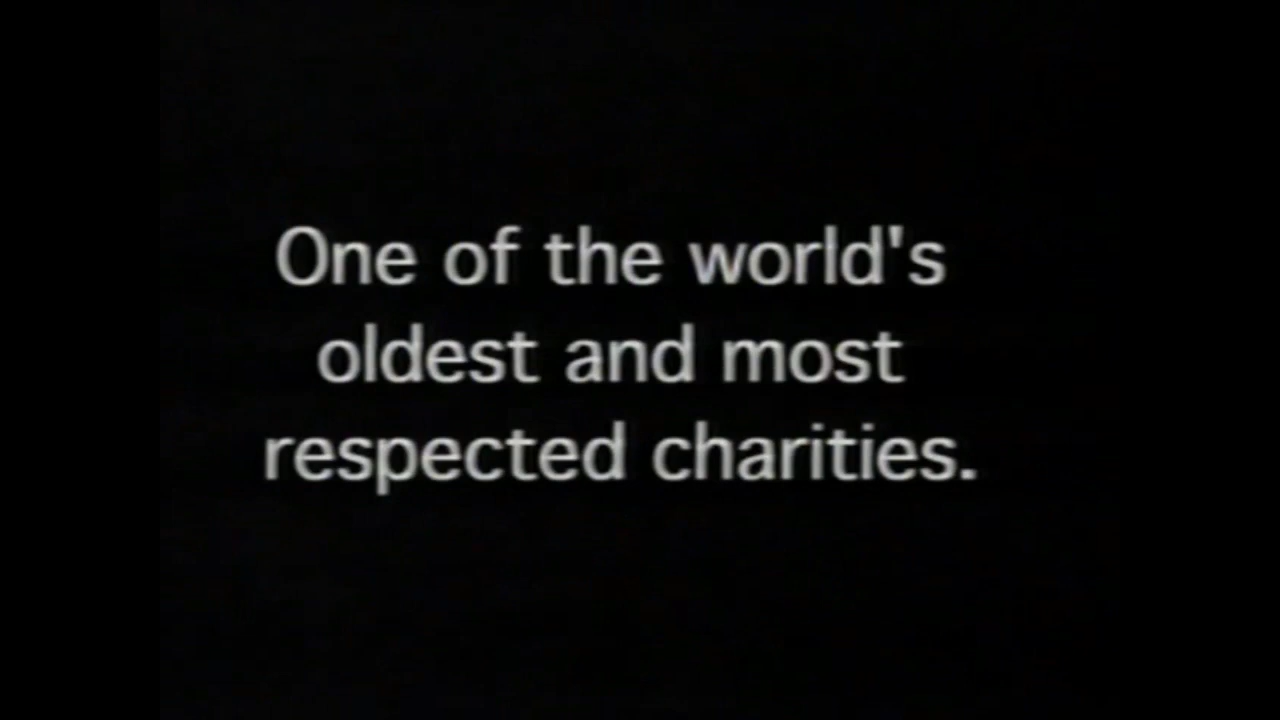 One of the world's
oldest and most
respected charities.